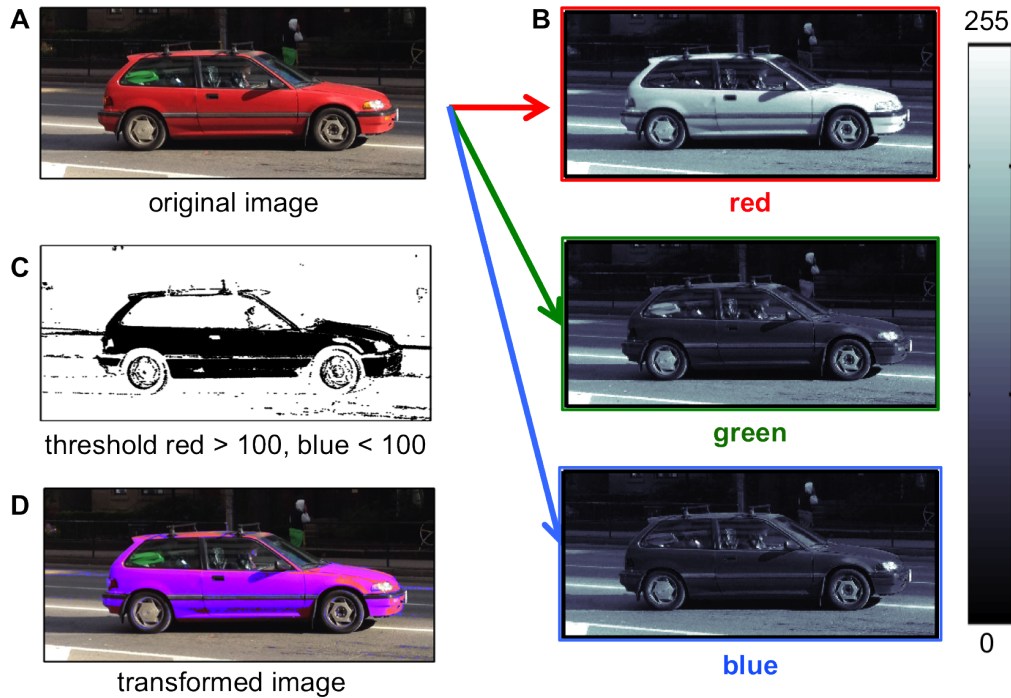 A
original image
B
red
255
C
threshold red > 100, blue < 100
green
D
transformed image
blue
0